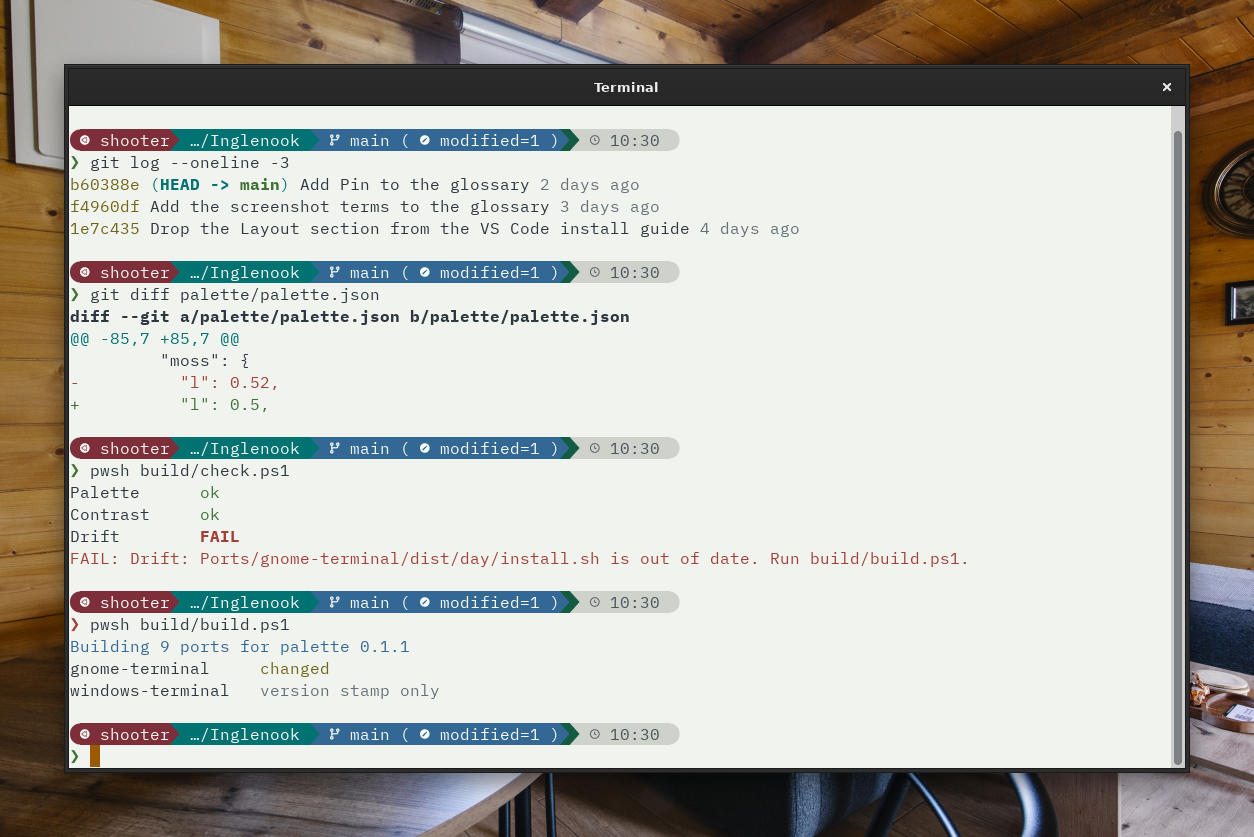 Terminal
shooter …/Inglenook main ( modified=1 ) 10:30
❯ git log --oneline -3
b60388e (HEAD -> main) Add Pin to the glossary 2 days ago
f4960df Add the screenshot terms to the glossary 3 days ago
1e7c435 Drop the Layout section from the VS Code install guide 4 days ago
shooter …/Inglenook main ( modified=1 ) 10:30
❯ git diff palette/palette.json
diff --git a/palette/palette.json b/palette/palette.json
@@ -85,7 +85,7 @@
"moss": {
- "l": 0.52,
+ "l": 0.5,
shooter …/Inglenook main ( modified=1 ) 10:30
❯ pwsh build/check.ps1
Palette ok
Contrast ok
Drift FAIL
FAIL: Drift: Ports/gnome-terminal/dist/day/install.sh is out of date. Run build/build.ps1.
shooter …/Inglenook main ( modified=1 ) 10:30
❯ pwsh build/build.ps1
Building 9 ports for palette 0.1.1
gnome-terminal changed
windows-terminal version stamp only
shooter …/Inglenook main ( modified=1 ) 10:30
❯